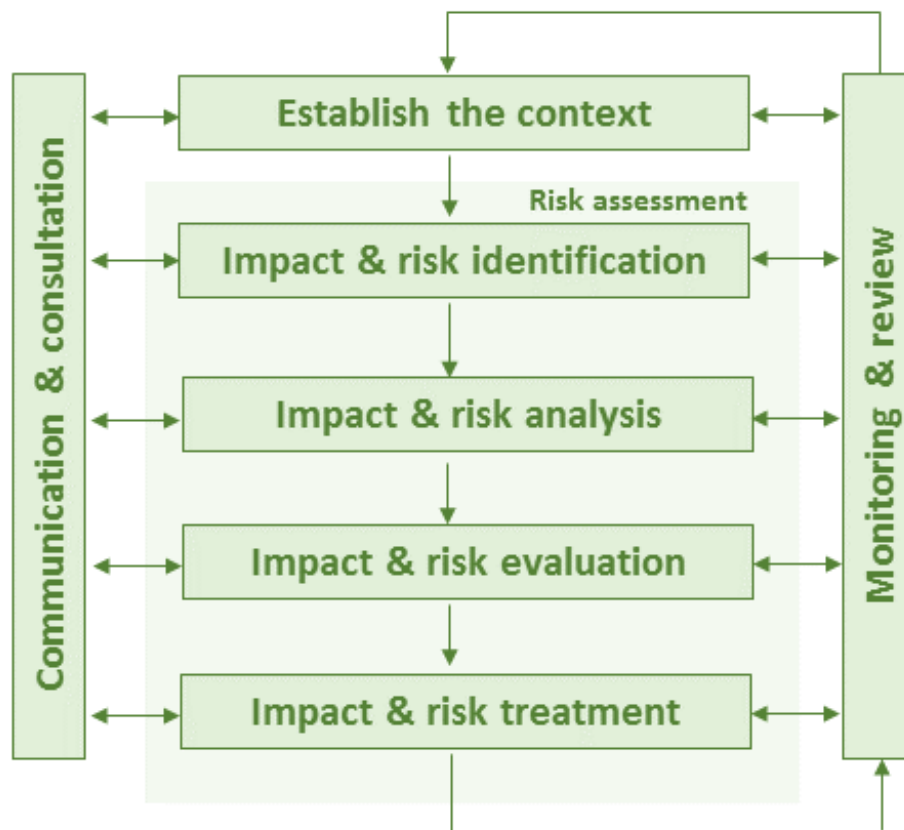 Establish the context
Risk assessment
Impact & risk identification
Impact & risk analysis
Impact & risk evaluation
Impact & risk treatment
Communication & consultation
Monitoring & review